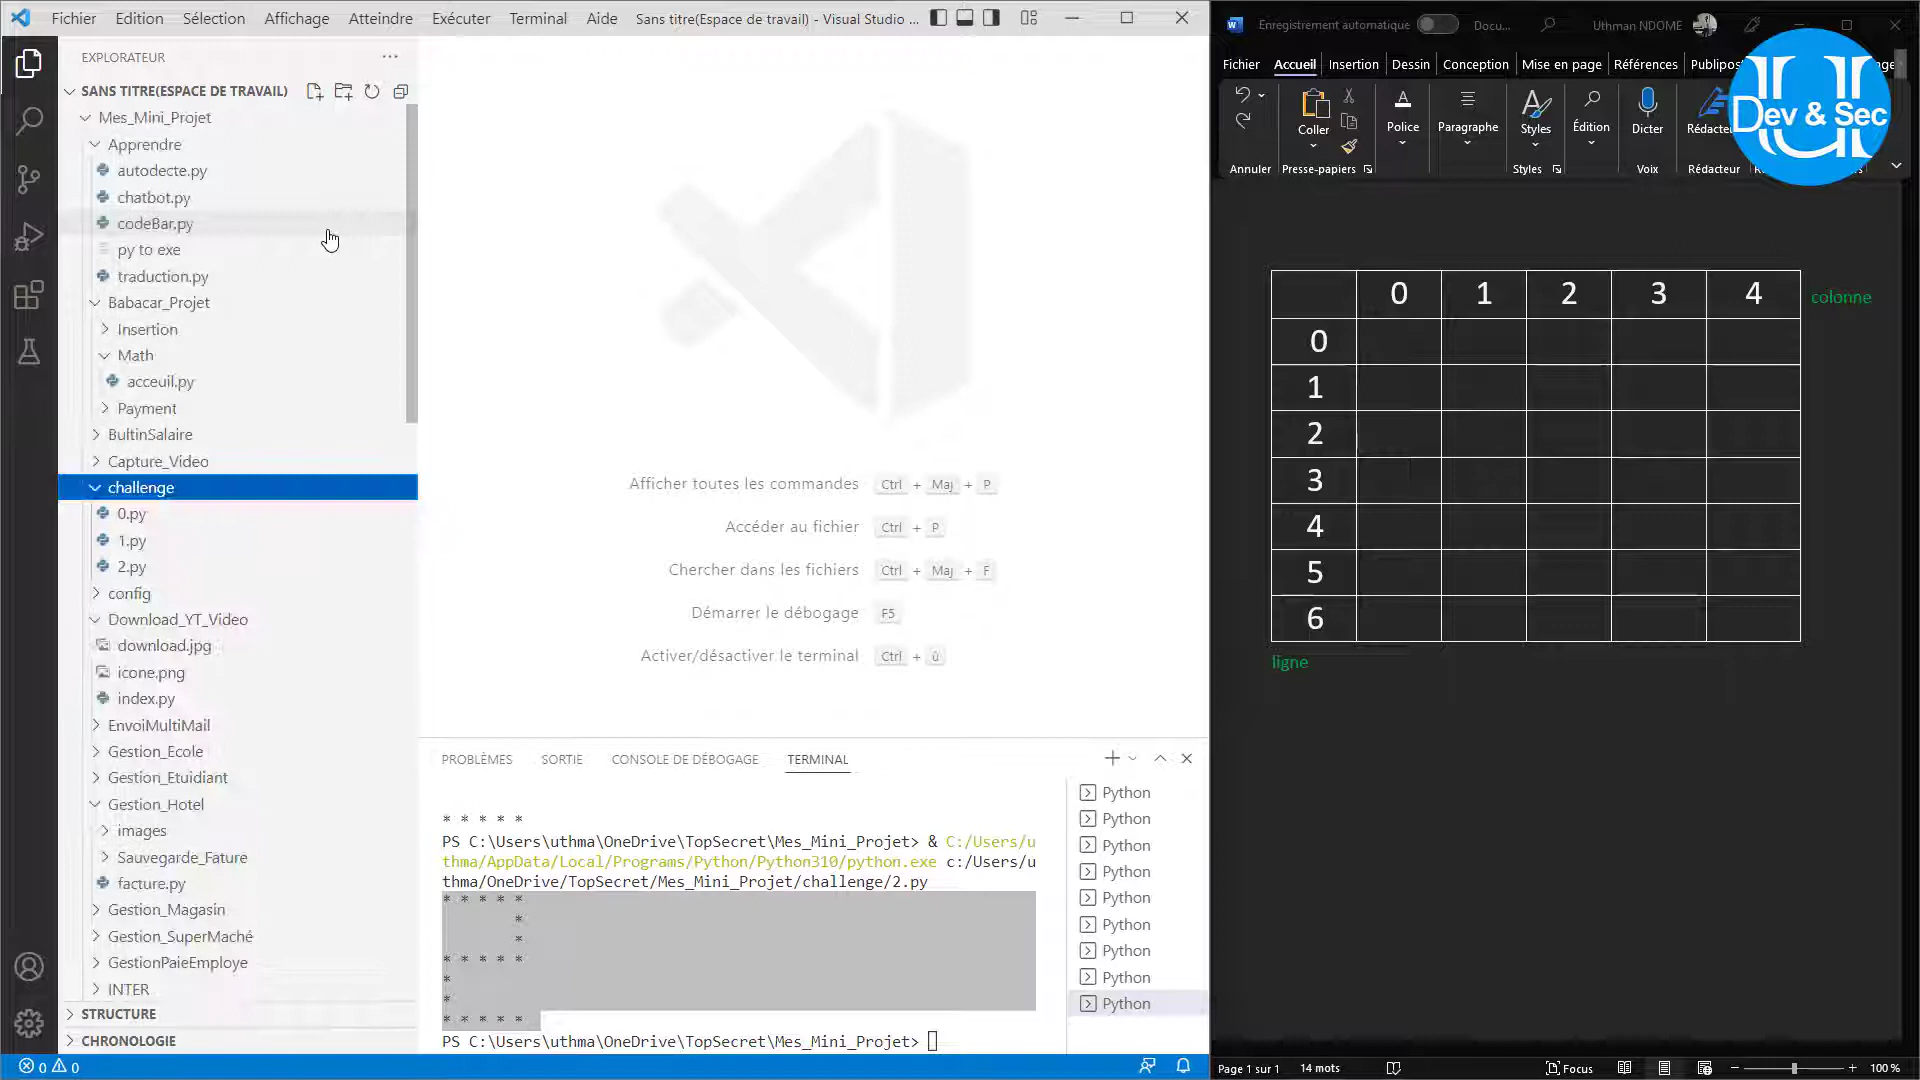 Fichier Edition Sélection Affichage Atteindre Exécuter Terminal Aide Sans titre(Espace de travail) - Visual Studio ...
EXPLORATEUR
SANS TITRE(ESPACE DE TRAVAIL)
Mes_Mini_Projet
Apprendre
autodecte.py
chatbot.py
codeBar.py
py to exe
traduction.py
Babacar_Projet
Insertion
Math
acceuil.py
Payment
BultinSalaire
Capture_Video
challenge
0.py
1.py
2.py
config
Download_YT_Video
download.jpg
icone.png
index.py
EnvoiMultiMail
Gestion_Ecole
Gestion_Etuidiant
Gestion_Hotel
images
Sauvegarde_Fature
facture.py
Gestion_Magasin
Gestion_SuperMaché
GestionPaieEmploye
INTER
STRUCTURE
CHRONOLOGIE
0 0
Afficher toutes les commandes Ctrl + Maj + P
Accéder au fichier Ctrl + P
Chercher dans les fichiers Ctrl + Maj + F
Démarrer le débogage F5
Activer/désactiver le terminal Ctrl + ù
PROBLÈMES SORTIE CONSOLE DE DÉBOGAGE TERMINAL
* * * * *
PS C:\Users\uthma\OneDrive\TopSecret\Mes_Mini_Projet> & C:/Users/u
thma/AppData/Local/Programs/Python/Python310/python.exe c:/Users/u
thma/OneDrive/TopSecret/Mes_Mini_Projet/challenge/2.py
* * * * *
*
*
* * * * *
*
*
* * * * *
PS C:\Users\uthma\OneDrive\TopSecret\Mes_Mini_Projet>
Python
Python
Python
Python
Python
Python
Python
Python
Python
Enregistrement automatique Docu... Uthman NDOME
Fichier Accueil Insertion Dessin Conception Mise en page Références
Dev & Sec
Coller Police Paragraphe Styles Édition Dicter
Annuler Presse-papiers Styles Voix Rédacteur
0 1 2 3 4 colonne
0
1
2
3
4
5
6
ligne
Page 1 sur 1 14 mots Focus 100 %